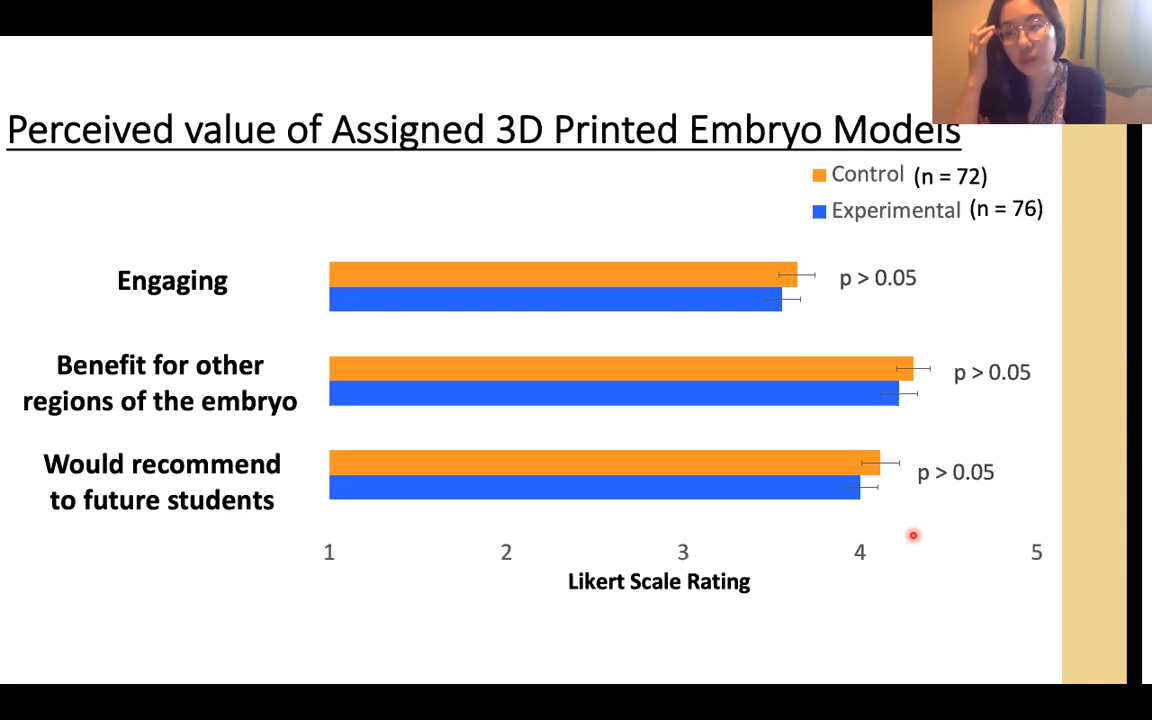 Perceived value of Assigned 3D Printed Embryo Models
Control (n = 72)
Experimental (n = 76)
Engaging
p > 0.05
Benefit for other
regions of the embryo
p > 0.05
Would recommend
to future students
p > 0.05
1 2 3 4 5
Likert Scale Rating